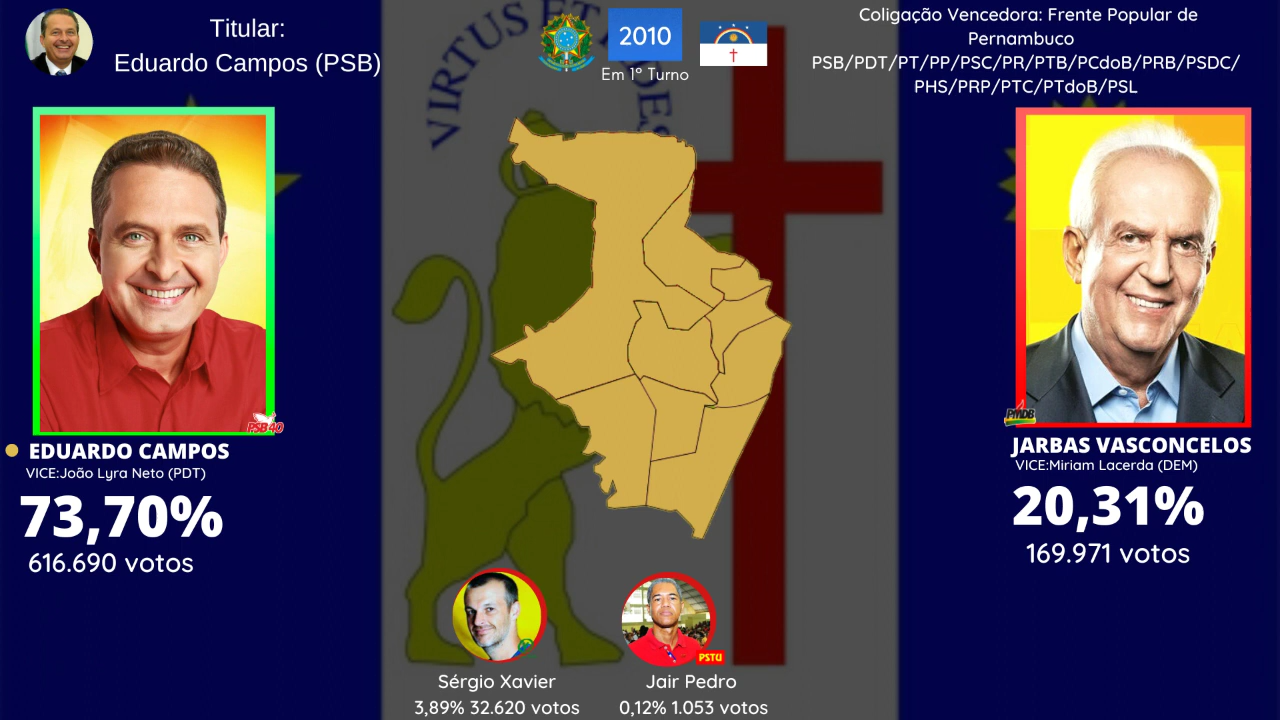 Titular:
Eduardo Campos (PSB)
VIRTUS ET
2010
Em 1º Turno
Coligação Vencedora: Frente Popular de
Pernambuco
PSB/PDT/PT/PP/PSC/PR/PTB/PCdoB/PRB/PSDC/
PHS/PRP/PTC/PTdoB/PSL
PSB 40
EDUARDO CAMPOS
VICE:João Lyra Neto (PDT)
73,70%
616.690 votos
PMDB
JARBAS VASCONCELOS
VICE:Miriam Lacerda (DEM)
20,31%
169.971 votos
Sérgio Xavier
3,89% 32.620 votos
PSTU
Jair Pedro
0,12% 1.053 votos